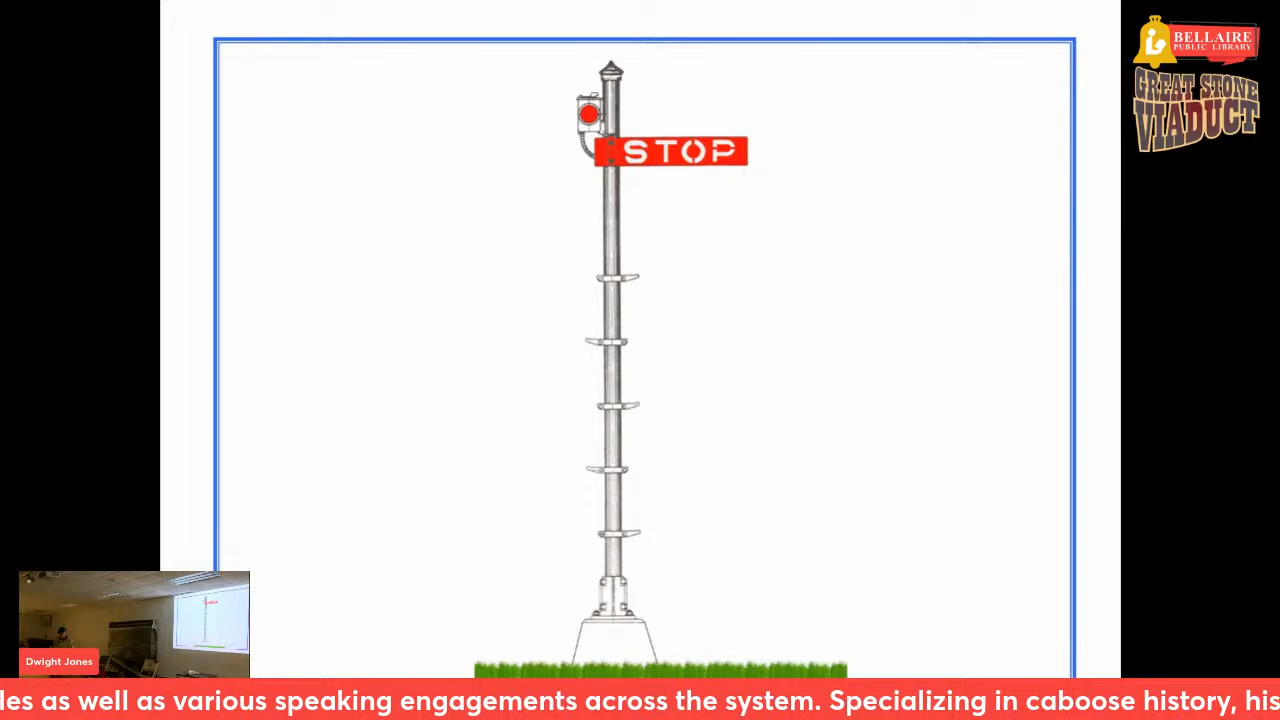 BELLAIRE
PUBLIC LIBRARY
GREAT STONE
VIADUCT
STOP
Dwight Jones
les as well as various speaking engagements across the system. Specializing in caboose history, his